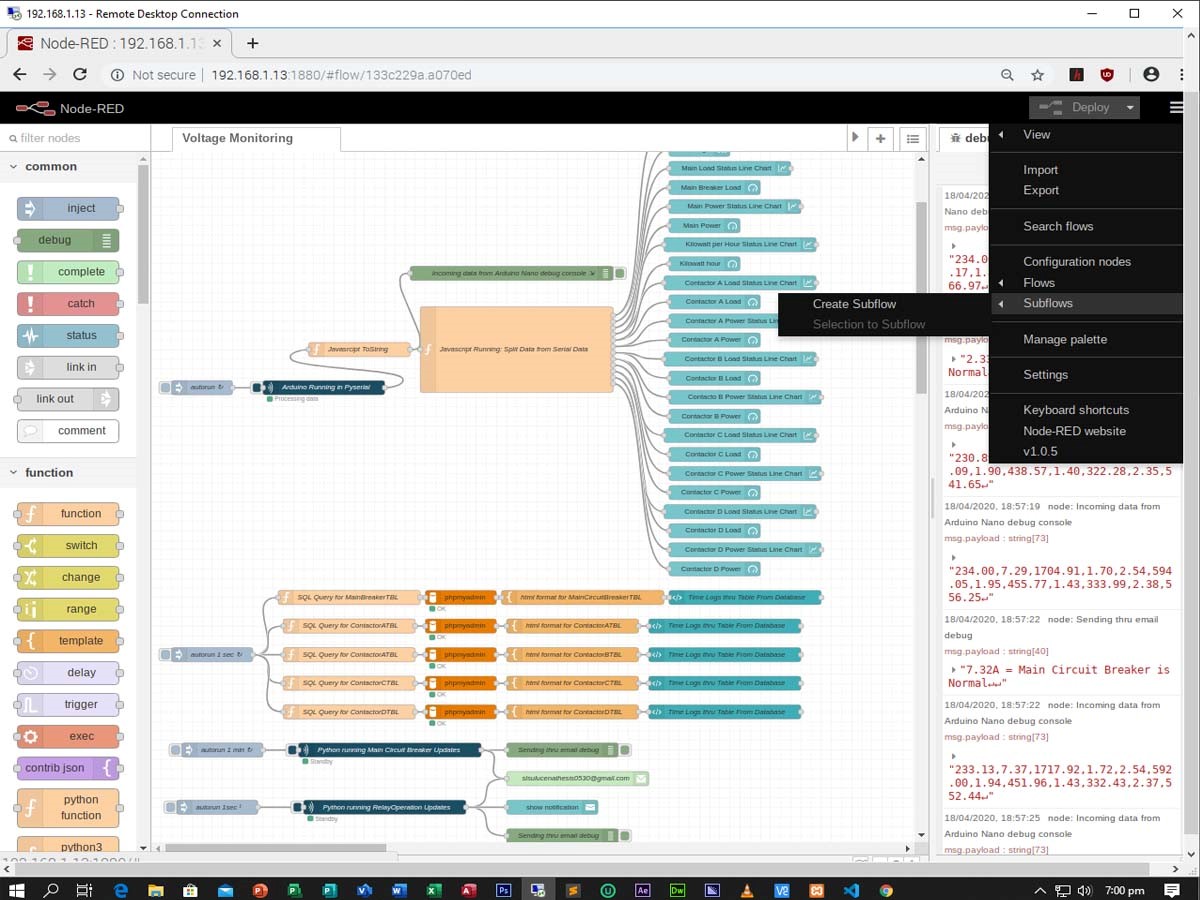 192.168.1.13 - Remote Desktop Connection
Node-RED : 192.168.1.13
Not secure
192.168.1.13:1880/#flow/133c229a.a070ed
Node-RED
Deploy
filter nodes
Voltage Monitoring
common
inject
debug
complete
catch
status
link in
link out
comment
function
function
switch
change
range
template
delay
trigger
exec
contrib json
python
function
python3
Main Load Status Line Chart
Main Breaker Load
Main Power Status Line Chart
Main Power
Kilowatt per Hour Status Line Chart
Kilowatt hour
Contactor A Load Status Line Chart
Contactor A Load
Contactor A Power Status Lin
Contactor A Power
Contactor B Load Status Line Chart
Contactor B Load
Contacto B Power Status Line Chart
Contactor B Power
Contactor C Load Status Line Chart
Contactor C Load
Contactor C Power Status Line Chart
Contactor C Power
Contactor D Load Status Line Chart
Contactor D Load
Contactor D Power Status Line Chart
Contactor D Power
Incoming data from Arduino Nano debug console
Javasrcipt ToString
Javascript Running: Split Data from Serial Data
autorun ↻
Arduino Running in Pyserial
Processing data
SQL Query for MainBreakerTBL
phpmyadmin
OK
html format for MainCircuitBreakerTBL
Time Logs thru Table From Database
SQL Query for ContactorATBL
phpmyadmin
OK
html format for ContactorATBL
Time Logs thru Table From Database
autorun 1 sec ↻
SQL Query for ContactorATBL
phpmyadmin
OK
html format for ContactorBTBL
Time Logs thru Table From Database
SQL Query for ContactorCTBL
phpmyadmin
OK
html format for ContactorCTBL
Time Logs thru Table From Database
SQL Query for ContactorDTBL
phpmyadmin
OK
html format for ContactorDTBL
Time Logs thru Table From Database
autorun 1 min ↻
Python running Main Circuit Breaker Updates
Standby
Sending thru email debug
slsulucenathesis0530@gmail.com
autorun 1sec ¹
Python running RelayOperation Updates
Standby
show notification
Sending thru email debug
debu
View
Import
Export
Search flows
Configuration nodes
Flows
Subflows
Create Subflow
Selection to Subflow
Manage palette
Settings
Keyboard shortcuts
Node-RED website
v1.0.5
18/04/202
Nano deb
msg.paylo
"234.00
.17,1.3
66.97↵
msg.paylo
"2.33
Normal↵
18/04/202
Arduino N
msg.paylo
"230.8
.09,1.90,438.57,1.40,322.28,2.35,5
41.65↵"
18/04/2020, 18:57:19 node: Incoming data from
Arduino Nano debug console
msg.payload : string[73]
"234.00,7.29,1704.91,1.70,2.54,594
.05,1.95,455.77,1.43,333.99,2.38,5
56.25↵"
18/04/2020, 18:57:22 node: Sending thru email
debug
msg.payload : string[40]
"7.32A = Main Circuit Breaker is
Normal↵↵"
18/04/2020, 18:57:22 node: Incoming data from
Arduino Nano debug console
msg.payload : string[73]
"233.13,7.37,1717.92,1.72,2.54,592
.00,1.94,451.96,1.43,332.43,2.37,5
52.44↵"
18/04/2020, 18:57:25 node: Incoming data from
Arduino Nano debug console
msg.payload : string[73]
7:00 pm